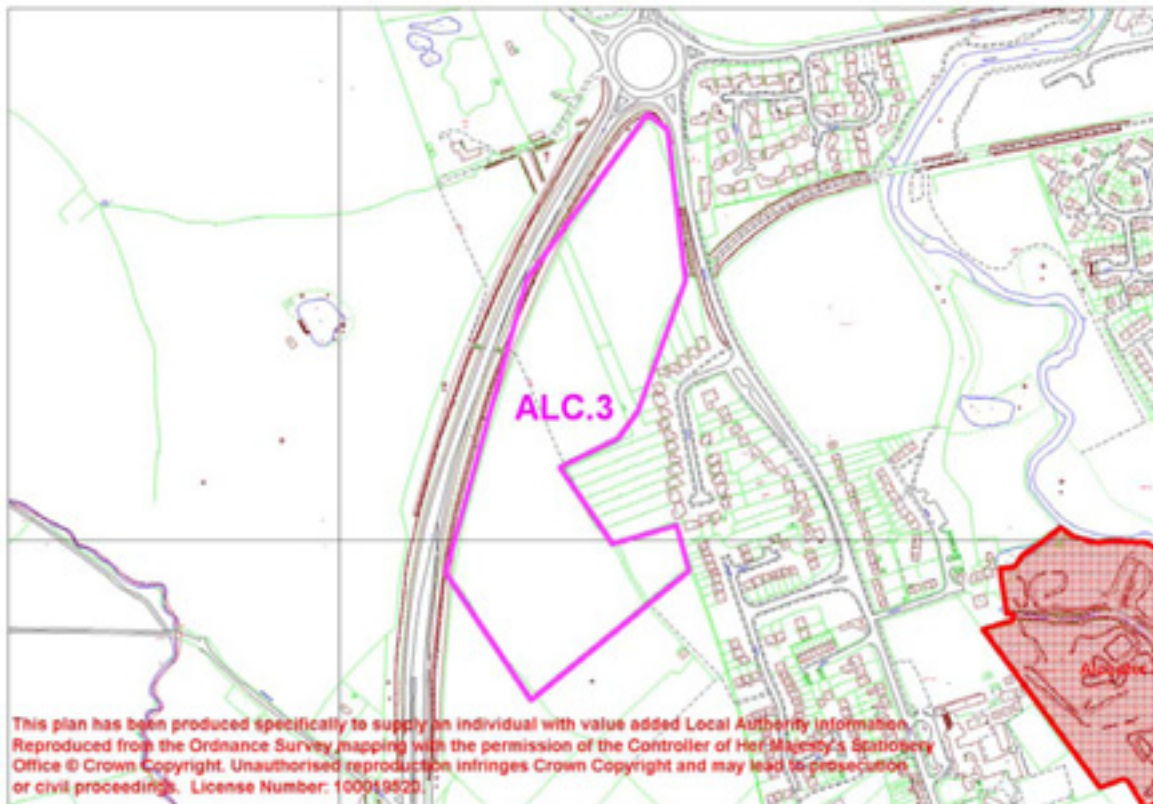 ALC.3
This plan has been produced specifically to supply an individual with value added Local Authority Information.
Reproduced from the Ordnance Survey mapping with the permission of the Controller of Her Majesty's Stationery
Office © Crown Copyright. Unauthorised reproduction infringes Crown Copyright and may lead to prosecution
or civil proceedings. License Number: 100019520.